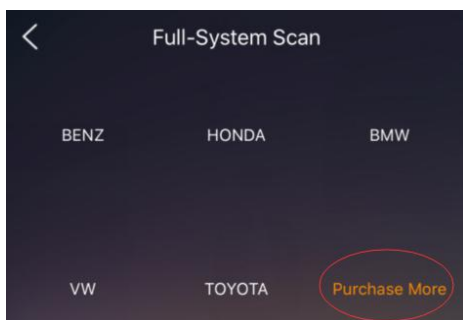 Full-System Scan
BENZ HONDA BMW
VW TOYOTA Purchase More